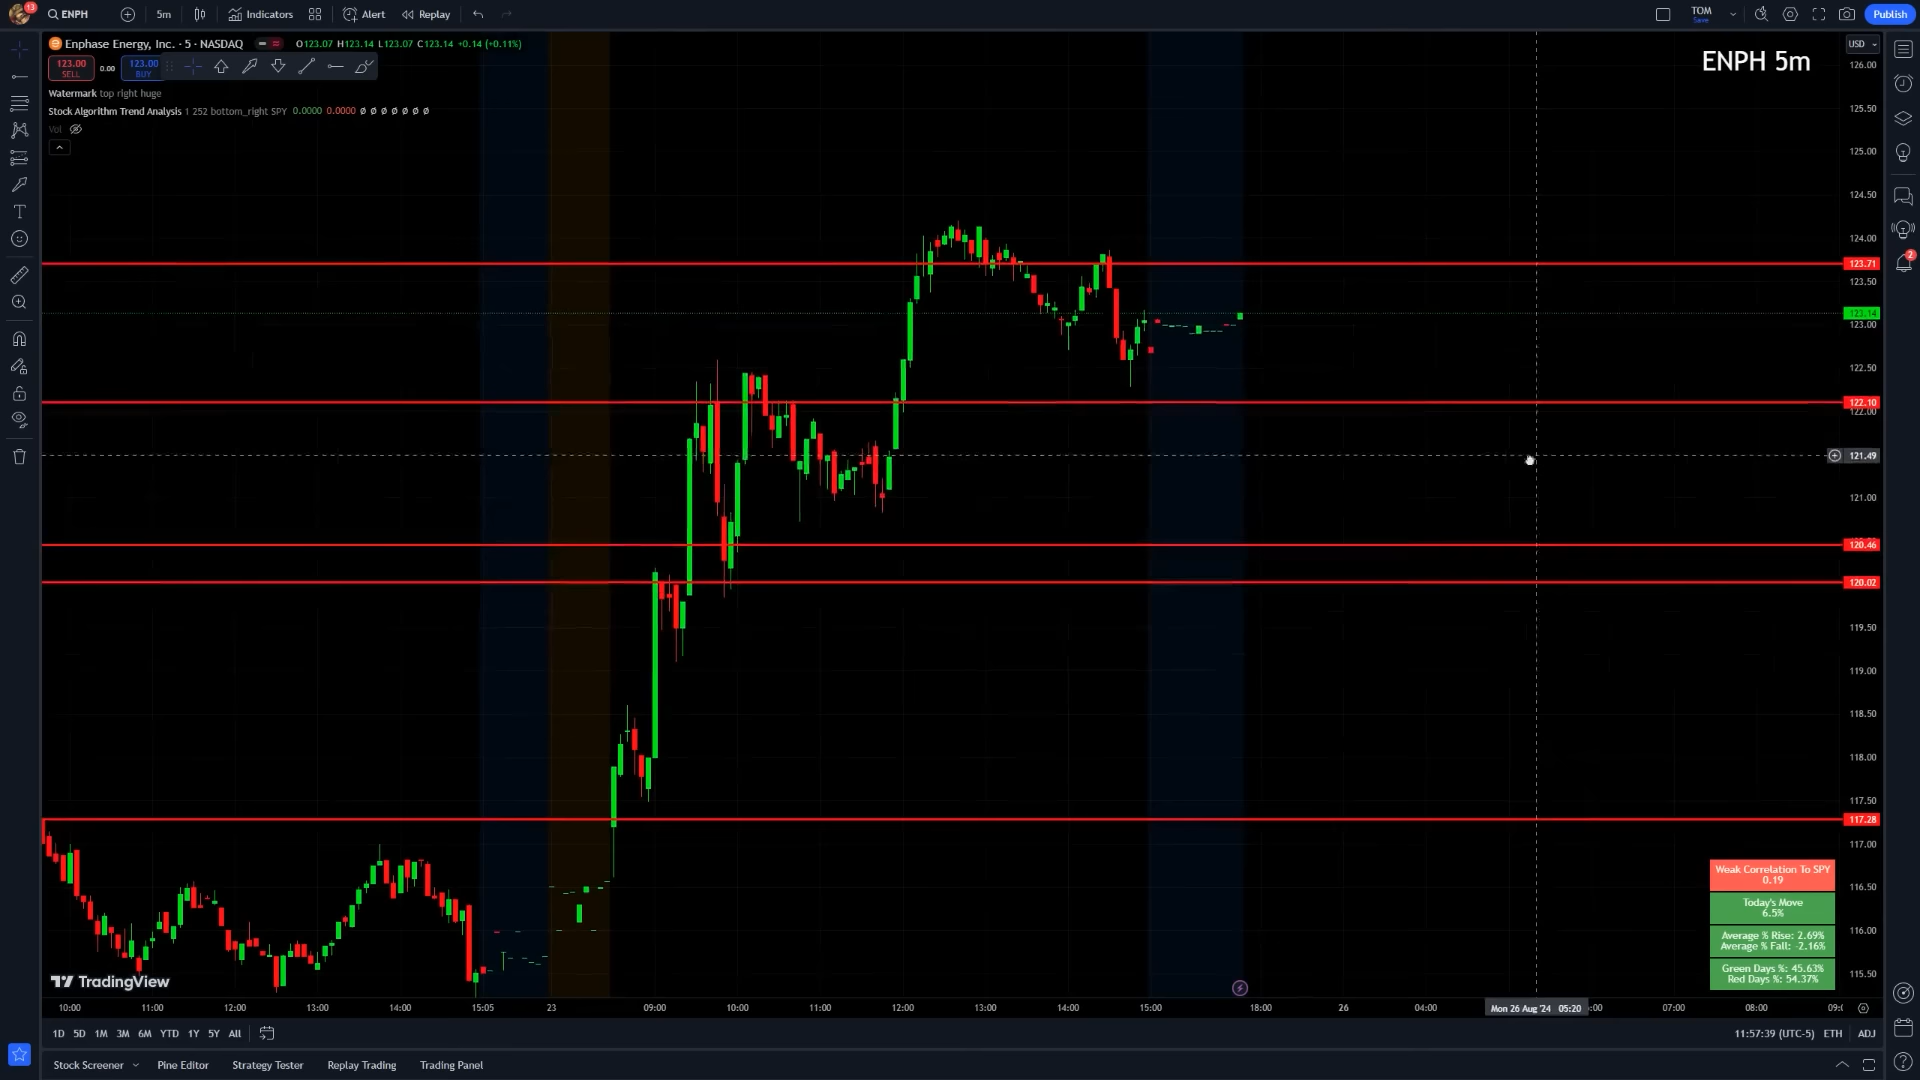 13
ENPH
5m
Indicators
Alert
Replay
TOM
Save
Publish
Enphase Energy, Inc. · 5 · NASDAQ
O123.07 H123.14 L123.07 C123.14 +0.14 (+0.11%)
USD
ENPH 5m
123.00
SELL
0.00
123.00
BUY
Watermark top right huge
Stock Algorithm Trend Analysis 1 252 bottom_right SPY 0.0000 0.0000 ø ø ø ø ø ø ø
Vol
126.00
125.50
125.00
124.50
124.00
123.71
123.50
123.14
123.00
122.50
122.10
122.00
121.49
121.00
120.46
120.02
119.50
119.00
118.50
118.00
117.50
117.28
117.00
116.50
116.00
115.50
2
Weak Correlation To SPY
0.19
Today's Move
6.5%
Average % Rise: 2.69%
Average % Fall: -2.16%
Green Days %: 45.63%
Red Days %: 54.37%
TradingView
10:00
11:00
12:00
13:00
14:00
15:05
23
09:00
10:00
11:00
12:00
13:00
14:00
15:00
18:00
26
04:00
Mon 26 Aug '24 05:20
:00
07:00
08:00
09:0
1D
5D
1M
3M
6M
YTD
1Y
5Y
All
11:57:39 (UTC-5)
ETH
ADJ
Stock Screener
Pine Editor
Strategy Tester
Replay Trading
Trading Panel